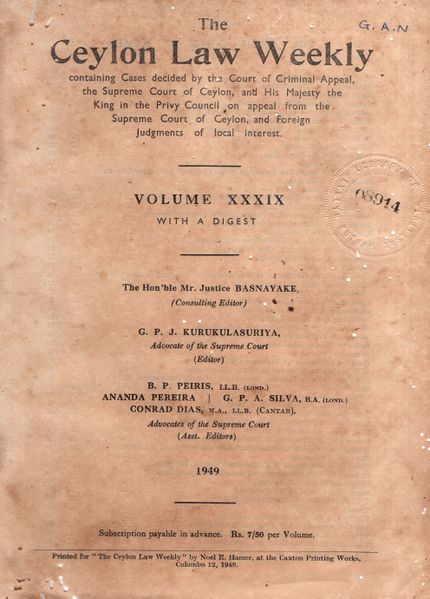 G. A. N
The
Ceylon Law Weekly
containing Cases decided by the Court of Criminal Appeal,
the Supreme Court of Ceylon, and His Majesty the
King in the Privy Council on appeal from the
Supreme Court of Ceylon, and Foreign
Judgments of local interest.
VOLUME XXXIX
WITH A DIGEST
08914
The Hon'ble Mr. Justice BASNAYAKE,
(Consulting Editor)
G. P. J. KURUKULASURIYA,
Advocate of the Supreme Court
(Editor)
B. P. PEIRIS, LL.B. (LOND.)
ANANDA PEREIRA | G. P. A. SILVA, B.A. (LOND.)
CONRAD DIAS, M.A., LL.B. (CANTAB),
Advocates of the Supreme Court
(Asst. Editors)
1949
Subscription payable in advance. Rs. 7/50 per Volume.
Printed for "The Ceylon Law Weekly" by Noel E. Hamer, at the Caxton Printing Works,
Colombo 12, 1949.